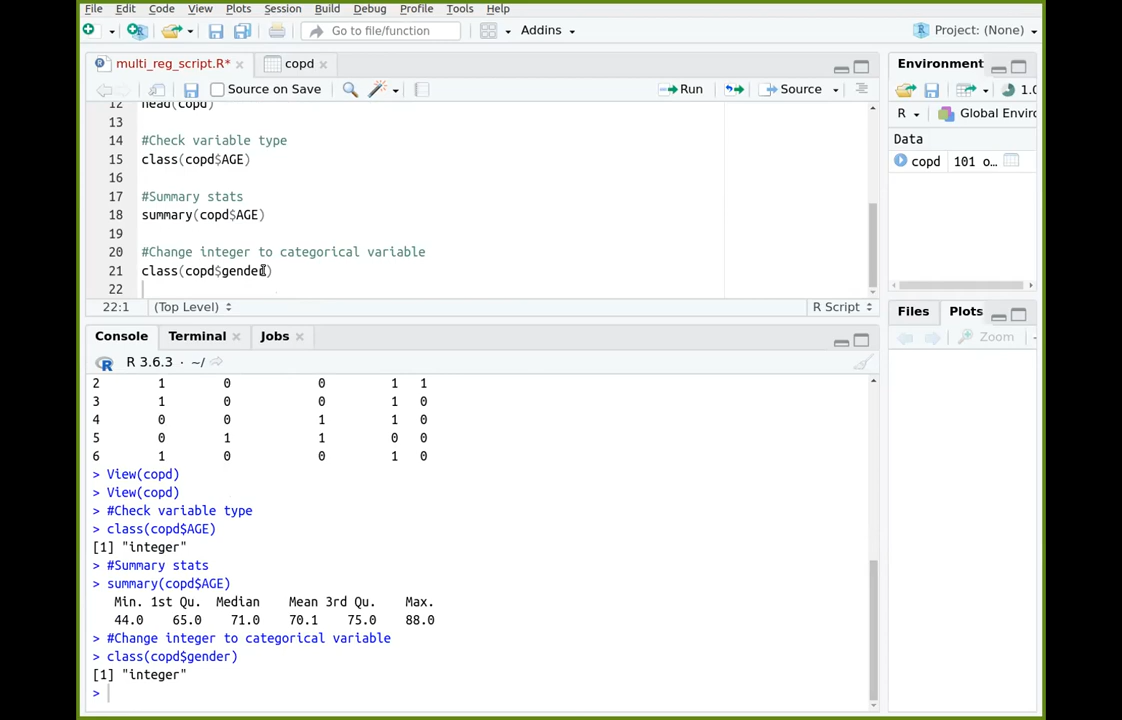 File Edit Code View Plots Session Build Debug Profile Tools Help
Go to file/function Addins Project: (None)
multi_reg_script.R* copd
Source on Save Run Source
12 head(copd)
13
14 #Check variable type
15 class(copd$AGE)
16
17 #Summary stats
18 summary(copd$AGE)
19
20 #Change integer to categorical variable
21 class(copd$gender)
22
22:1 (Top Level) R Script
Console Terminal Jobs
R 3.6.3 · ~/
2 1 0 0 1 1
3 1 0 0 1 0
4 0 0 1 1 0
5 0 1 1 0 0
6 1 0 0 1 0
> View(copd)
> View(copd)
> #Check variable type
> class(copd$AGE)
[1] "integer"
> #Summary stats
> summary(copd$AGE)
Min. 1st Qu. Median Mean 3rd Qu. Max.
44.0 65.0 71.0 70.1 75.0 88.0
> #Change integer to categorical variable
> class(copd$gender)
[1] "integer"
>
Environment
1.0
R Global Enviro
Data
copd 101 o…
Files Plots
Zoom